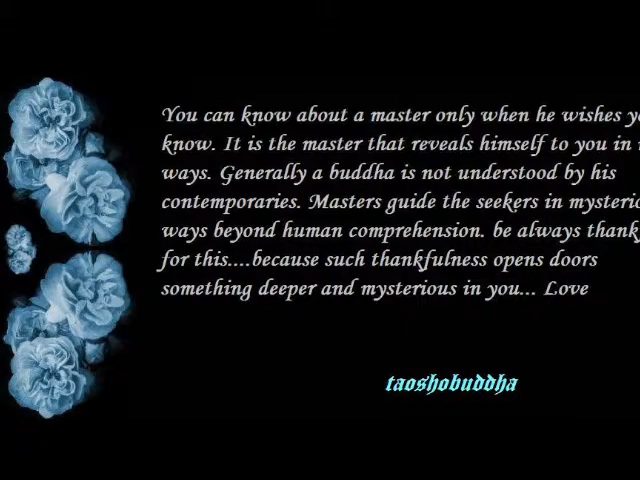 You can know about a master only when he wishes
know. It is the master that reveals himself to you in
ways. Generally a buddha is not understood by his
contemporaries. Masters guide the seekers in
ways beyond human comprehension. be always
for this....because such thankfulness opens doors
something deeper and mysterious in you... Love
taoshobuddha